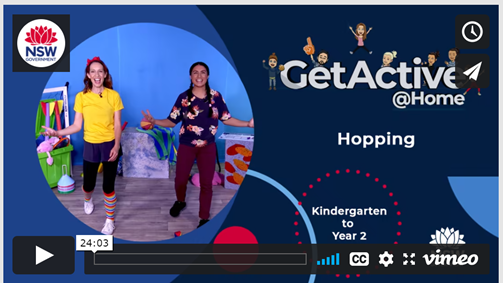 NSW
GOVERNMENT
GetActive
@Home
Hopping
Kindergarten
to
Year 2
24:03
CC
vimeo